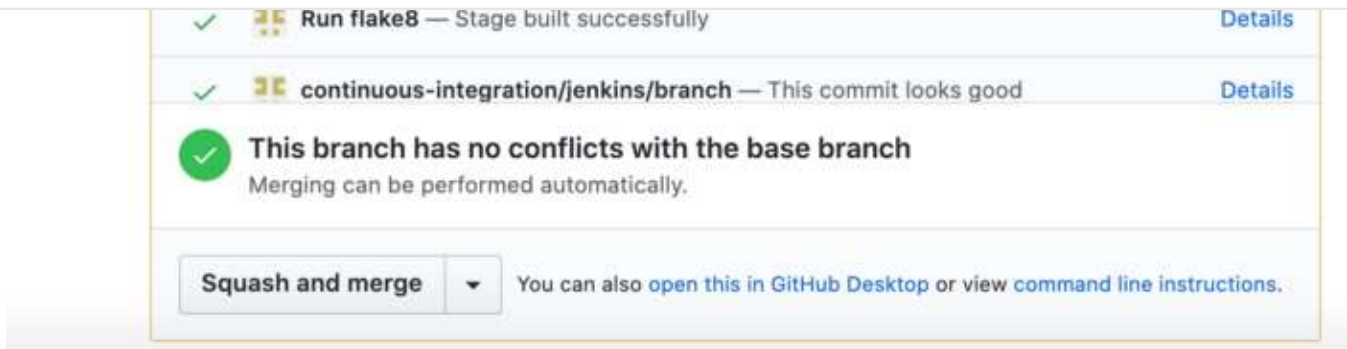 Run flake8 — Stage built successfully Details
continuous-integration/jenkins/branch — This commit looks good Details
This branch has no conflicts with the base branch
Merging can be performed automatically.
Squash and merge You can also open this in GitHub Desktop or view command line instructions.